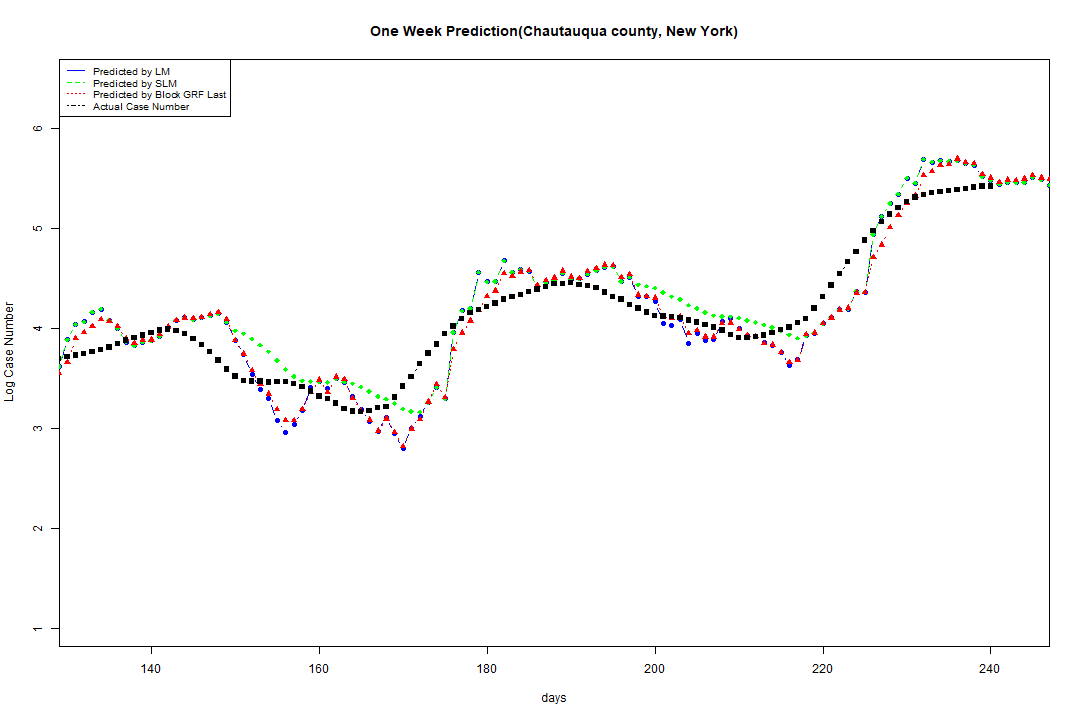 One Week Prediction(Chautauqua county, New York)
Predicted by LM
Predicted by SLM
Predicted by Block GRF Last
Actual Case Number
Log Case Number
6
5
4
3
2
1
140 160 180 200 220 240
days